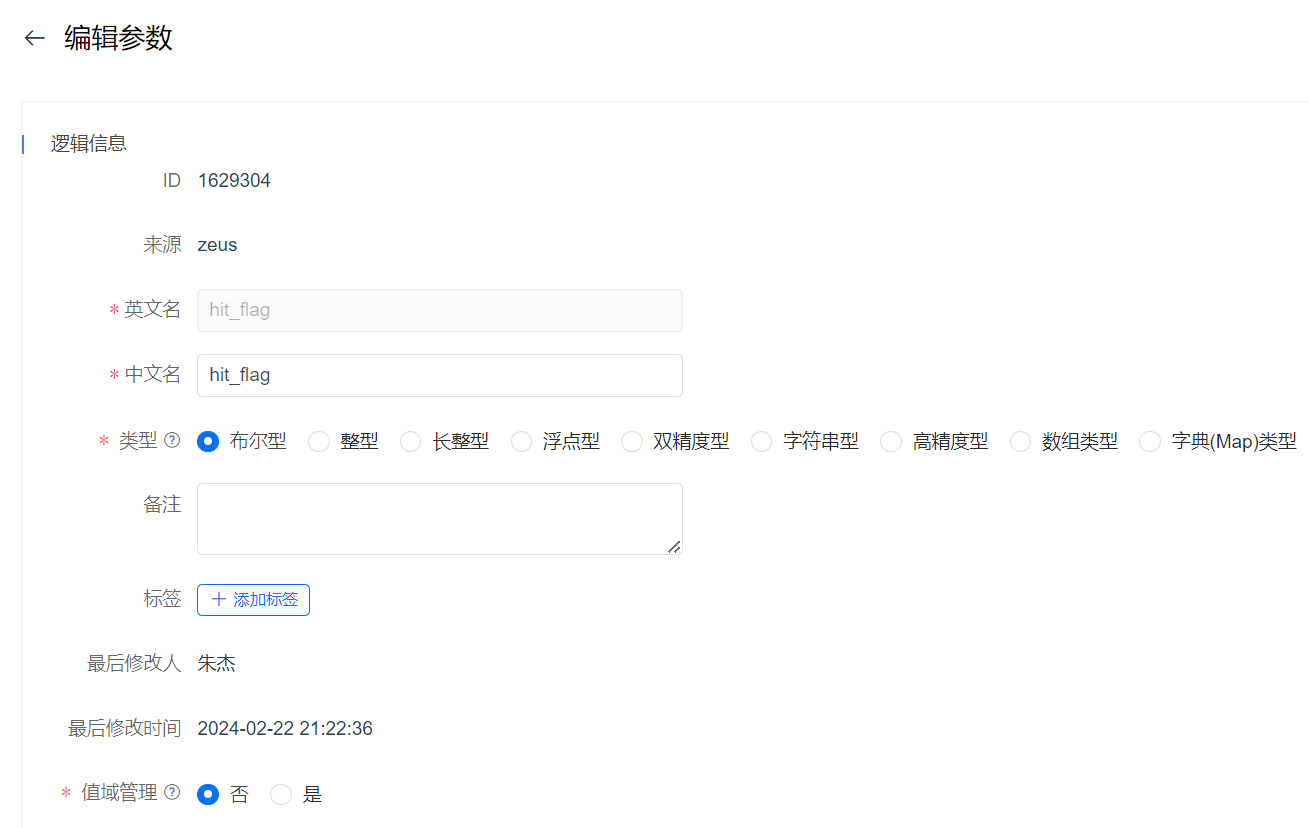 编辑参数
逻辑信息
ID 1629304
来源 zeus
* 英文名 hit_flag
* 中文名 hit_flag
* 类型 ? 布尔型 整型 长整型 浮点型 双精度型 字符串型 高精度型 数组类型 字典(Map)类型
备注
标签 + 添加标签
最后修改人 朱杰
最后修改时间 2024-02-22 21:22:36
* 值域管理 ? 否 是